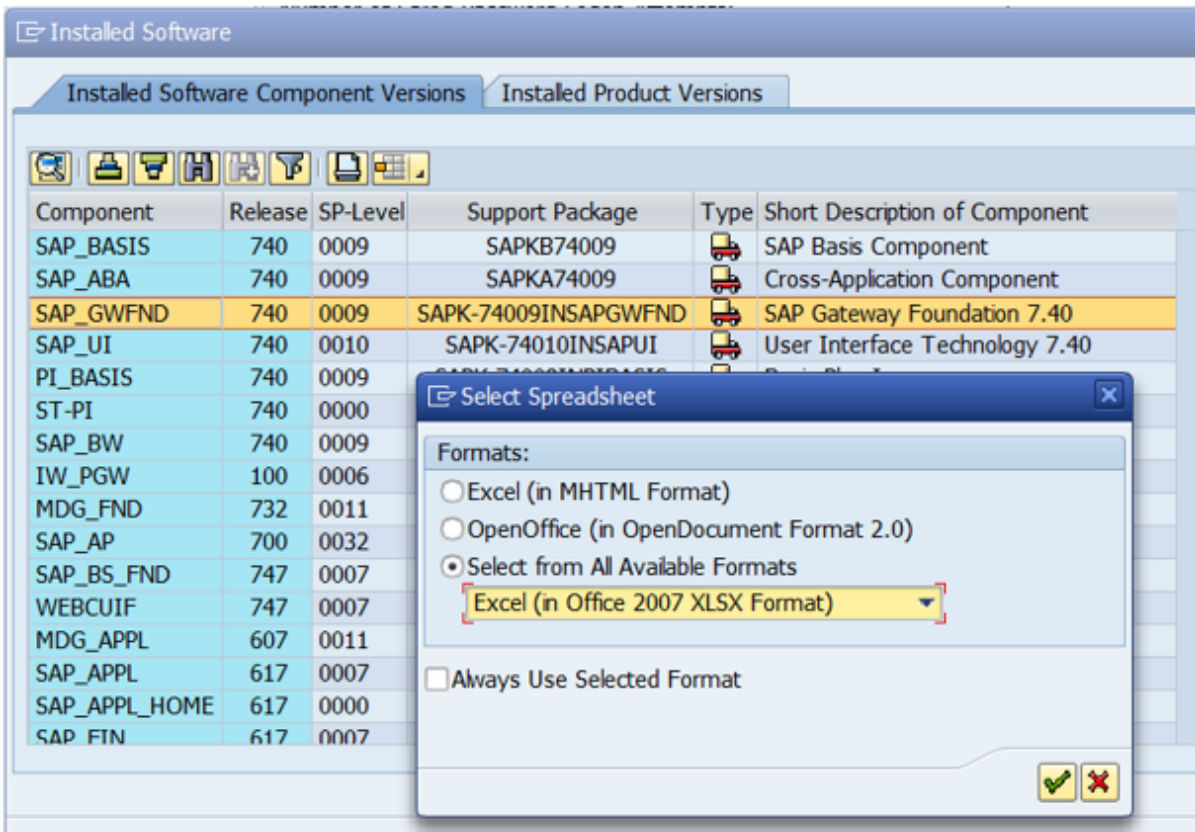 Installed Software
Installed Software Component Versions Installed Product Versions
Component Release SP-Level Support Package Type Short Description of Component
SAP_BASIS 740 0009 SAPKB74009 SAP Basis Component
SAP_ABA 740 0009 SAPKA74009 Cross-Application Component
SAP_GWFND 740 0009 SAPK-74009INSAPGWFND SAP Gateway Foundation 7.40
SAP_UI 740 0010 SAPK-74010INSAPUI User Interface Technology 7.40
PI_BASIS 740 0009
ST-PI 740 0000
SAP_BW 740 0009
IW_PGW 100 0006
MDG_FND 732 0011
SAP_AP 700 0032
SAP_BS_FND 747 0007
WEBCUIF 747 0007
MDG_APPL 607 0011
SAP_APPL 617 0007
SAP_APPL_HOME 617 0000
SAP_FIN 617 0007
Select Spreadsheet
Formats:
Excel (in MHTML Format)
OpenOffice (in OpenDocument Format 2.0)
Select from All Available Formats
Excel (in Office 2007 XLSX Format)
Always Use Selected Format